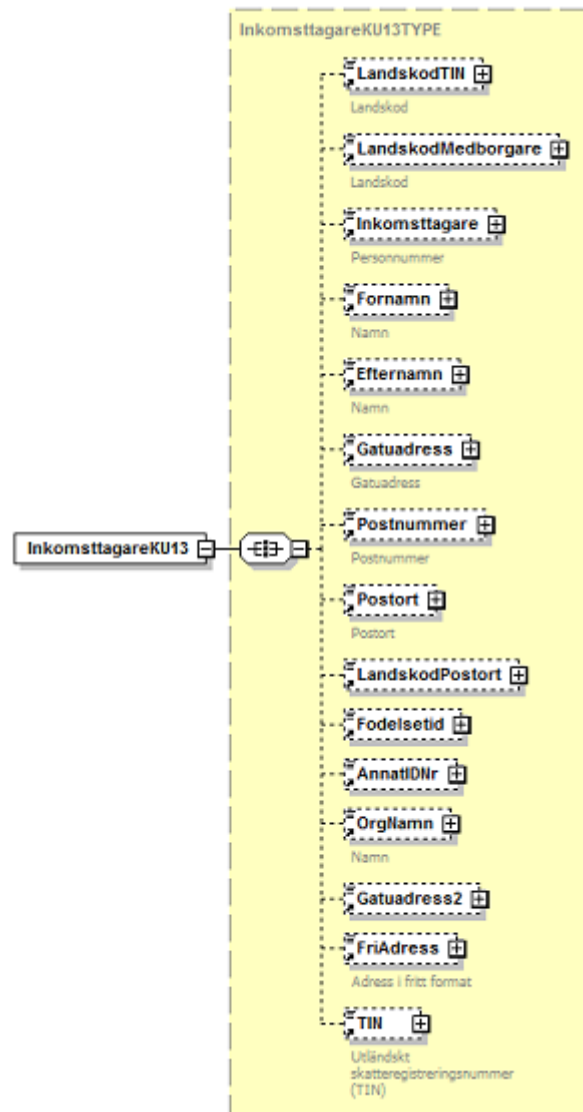 InkomsttagareKU13TYPE
LandskodTIN
Landskod
LandskodMedborgare
Landskod
Inkomsttagare
Personnummer
Fornamn
Namn
Efternamn
Namn
Gatuadress
Gatuadress
Postnummer
Postnummer
InkomsttagareKU13
Postort
Postort
LandskodPostort
Fodelsetid
AnnatIDNr
OrgNamn
Namn
Gatuadress2
FriAdress
Adress i fritt format
TIN
Utländskt
skatteregistreringsnummer
(TIN)